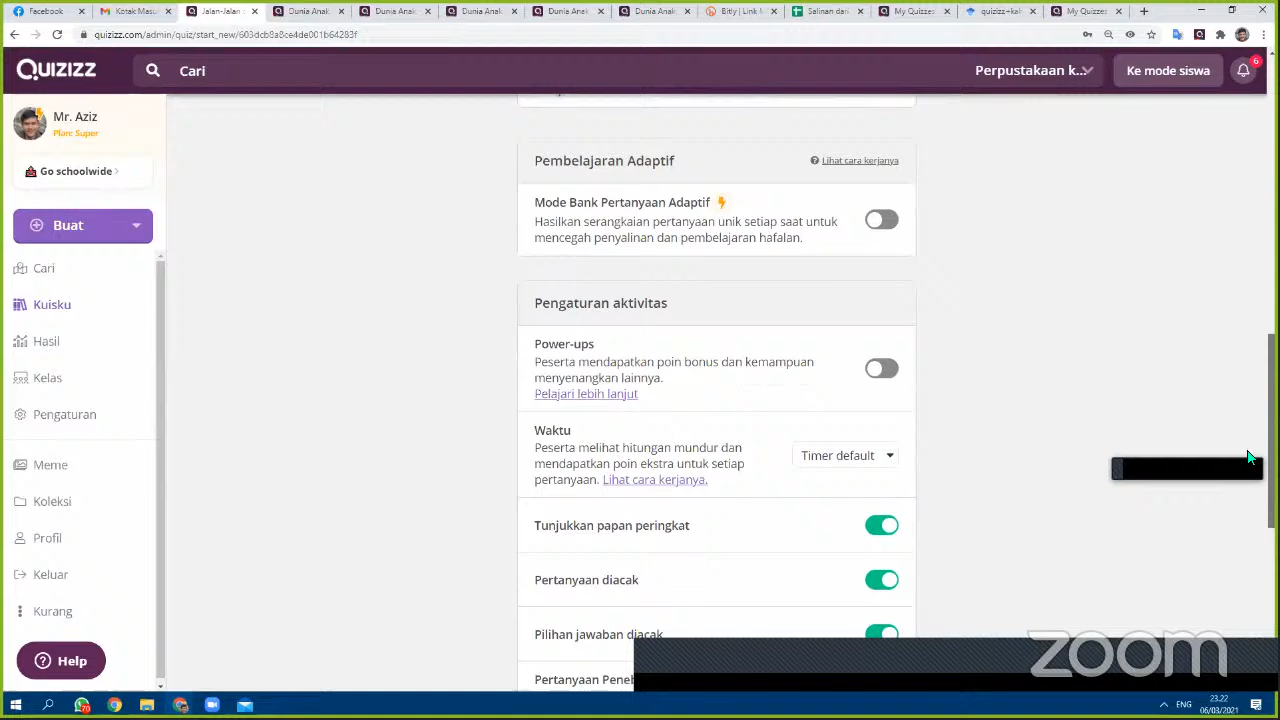 Facebook
Kotak Masu
Jalan-Jalan
Dunia Anak
Dunia Anak
Dunia Anak
Dunia Anak
Dunia Anak
Bitly | Link M
Salinan dari
My Quizzes
quizizz+kah
My Quizzes
quizizz.com/admin/quiz/start_new/603dcb9a8ce4de001b64283f
QUIZIZZ
Cari
Perpustakaan k...
Ke mode siswa
6
Mr. Aziz
Plare Super
Go schoolwide
Buat
Cari
Kuisku
Hasil
Kelas
Pengaturan
Meme
Koleksi
Profil
Keluar
Kurang
Help
Pembelajaran Adaptif
Lihat cara kerjanya
Mode Bank Pertanyaan Adaptif
Hasilkan serangkaian pertanyaan unik setiap saat untuk
mencegah penyalinan dan pembelajaran hafalan.
Pengaturan aktivitas
Power-ups
Peserta mendapatkan poin bonus dan kemampuan
menyenangkan lainnya.
Pelajari lebih lanjut
Waktu
Peserta melihat hitungan mundur dan
mendapatkan poin ekstra untuk setiap
pertanyaan. Lihat cara kerjanya.
Timer default
Tunjukkan papan peringkat
Pertanyaan diacak
Pilihan jawaban diacak
Pertanyaan Peneb
zoom
70
ENG
23.22
06/03/2021